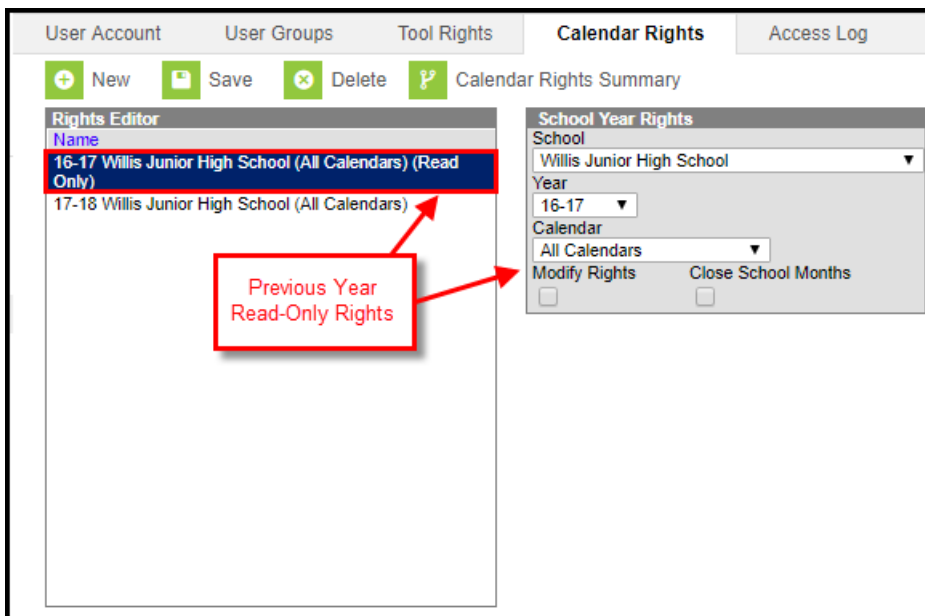 User Account User Groups Tool Rights Calendar Rights Access Log
New Save Delete Calendar Rights Summary
Rights Editor
Name
16-17 Willis Junior High School (All Calendars) (Read
Only)
17-18 Willis Junior High School (All Calendars)
Previous Year
Read-Only Rights
School Year Rights
School
Willis Junior High School
Year
16-17
Calendar
All Calendars
Modify Rights Close School Months